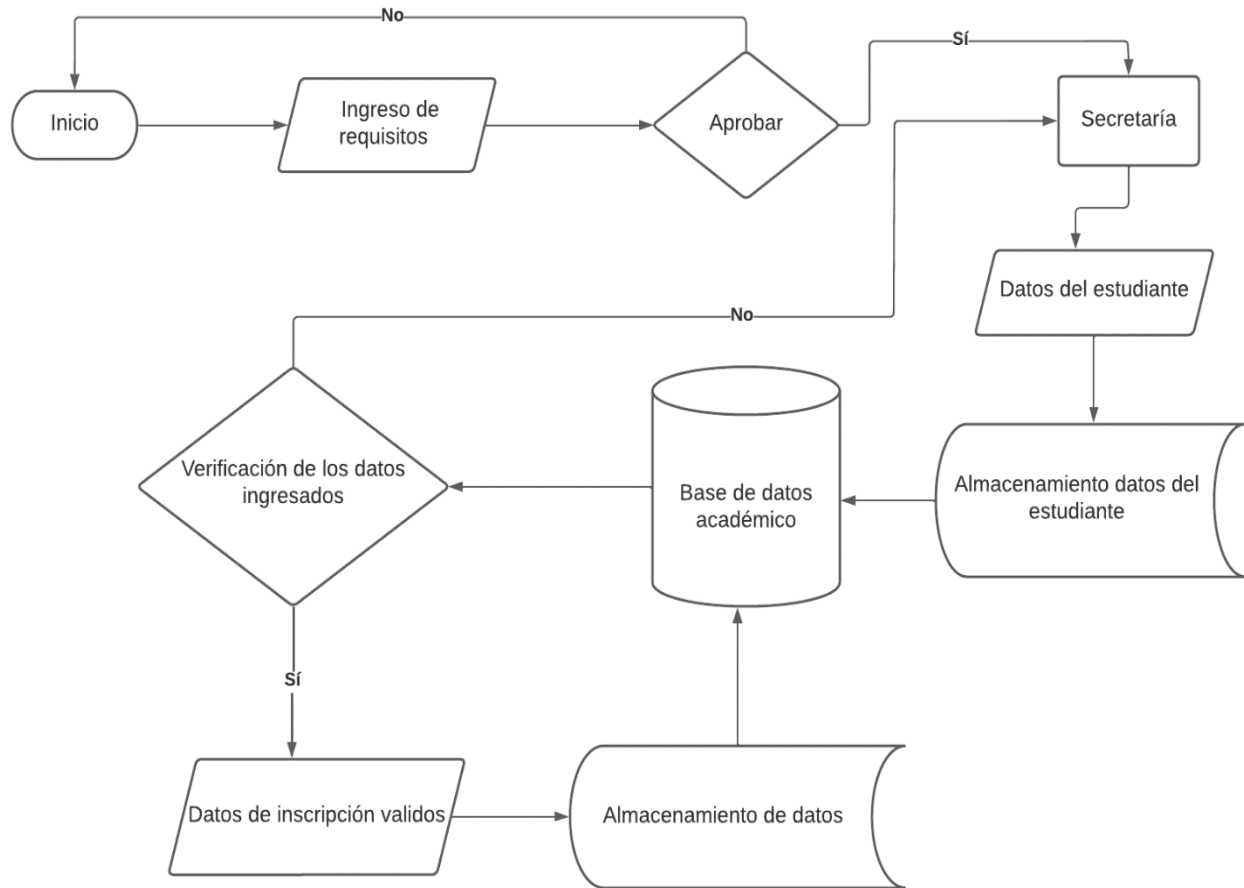 No
Sí
Inicio
Ingreso de
requisitos
Aprobar
Secretaría
Datos del estudiante
No
Verificación de los datos
ingresados
Base de datos
académico
Almacenamiento datos del
estudiante
Sí
Datos de inscripción validos
Almacenamiento de datos